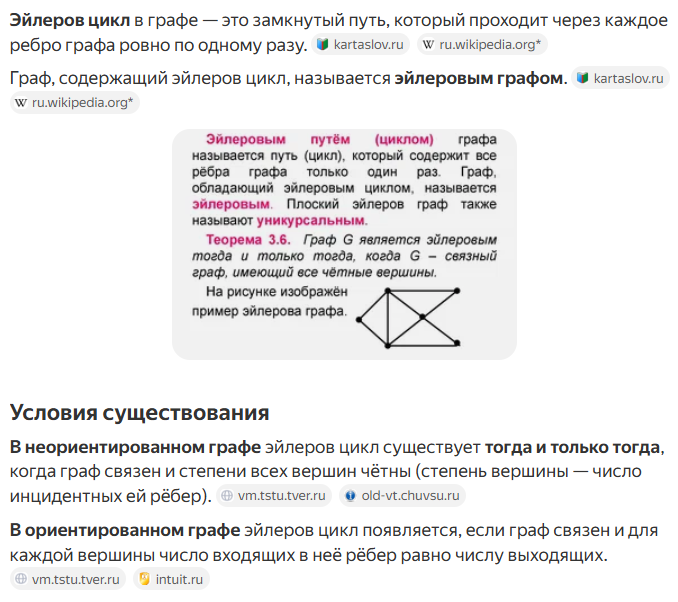 Эйлеров цикл в графе — это замкнутый путь, который проходит через каждое
ребро графа ровно по одному разу. kartaslov.ru ru.wikipedia.org*
Граф, содержащий эйлеров цикл, называется эйлеровым графом. kartaslov.ru
ru.wikipedia.org*
Эйлеровым путём (циклом) графа
называется путь (цикл), который содержит все
рёбра графа только один раз. Граф,
обладающий эйлеровым циклом, называется
эйлеровым. Плоский эйлеров граф также
называют уникурсальным.
Теорема 3.6. Граф G является эйлеровым
тогда и только тогда, когда G – связный
граф, имеющий все чётные вершины.
На рисунке изображён
пример эйлерова графа.
Условия существования
В неориентированном графе эйлеров цикл существует тогда и только тогда,
когда граф связен и степени всех вершин чётны (степень вершины — число
инцидентных ей рёбер). vm.tstu.tver.ru old-vt.chuvsu.ru
В ориентированном графе эйлеров цикл появляется, если граф связен и для
каждой вершины число входящих в неё рёбер равно числу выходящих.
vm.tstu.tver.ru intuit.ru